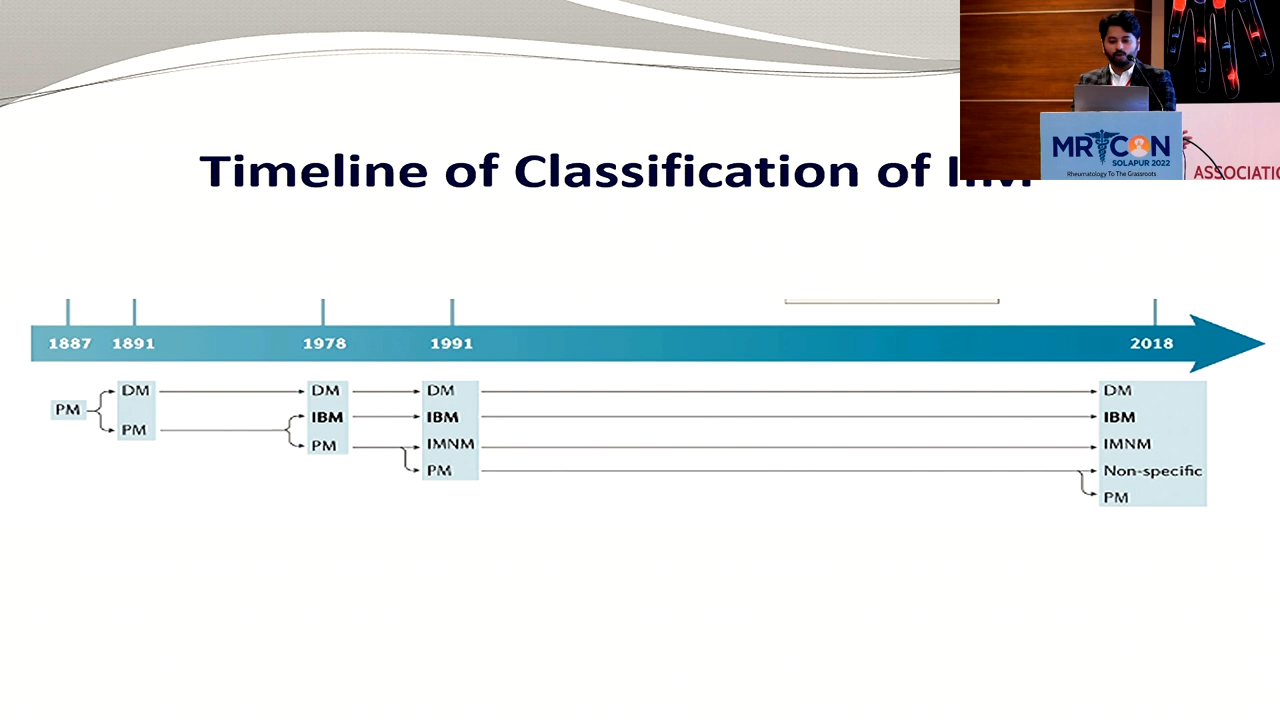 Timeline of Classification of
MRCON
SOLAPUR 2022
Rheumatology To The Grassroots
ASSOCIATIO
1887 1891 1978 1991 2018
PM
DM
PM
DM
IBM
PM
DM
IBM
IMNM
PM
DM
IBM
IMNM
Non-specific
PM